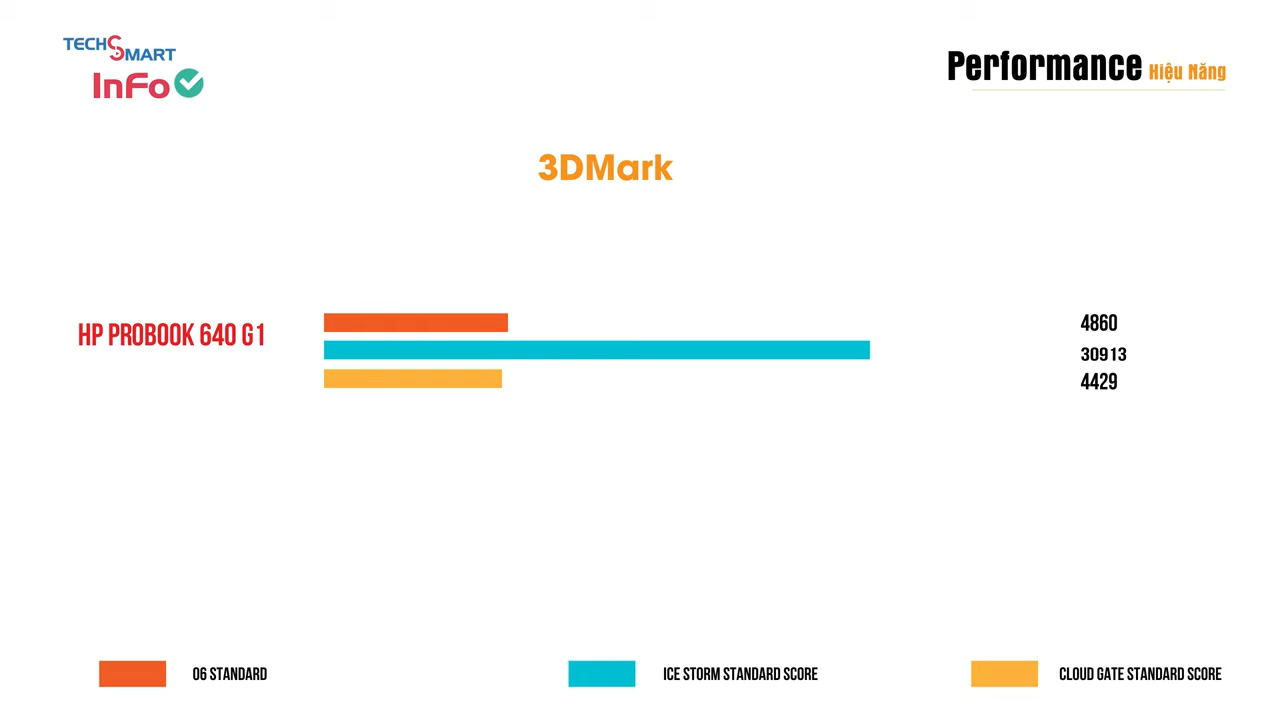 TECHSMART
InFo
Performance Hiệu Năng
3DMark
HP PROBOOK 640 G1
4860
30913
4429
06 STANDARD
ICE STORM STANDARD SCORE
CLOUD GATE STANDARD SCORE